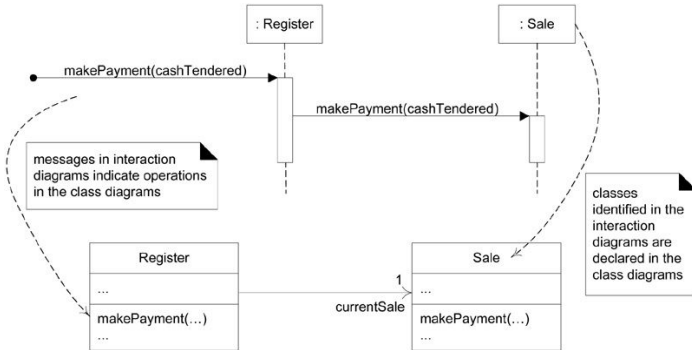 : Register
: Sale
makePayment(cashTendered)
makePayment(cashTendered)
messages in interaction
diagrams indicate operations
in the class diagrams
classes
identified in the
interaction
diagrams are
declared in the
class diagrams
Register
...
makePayment(...)
...
1
currentSale
Sale
...
makePayment(...)
...